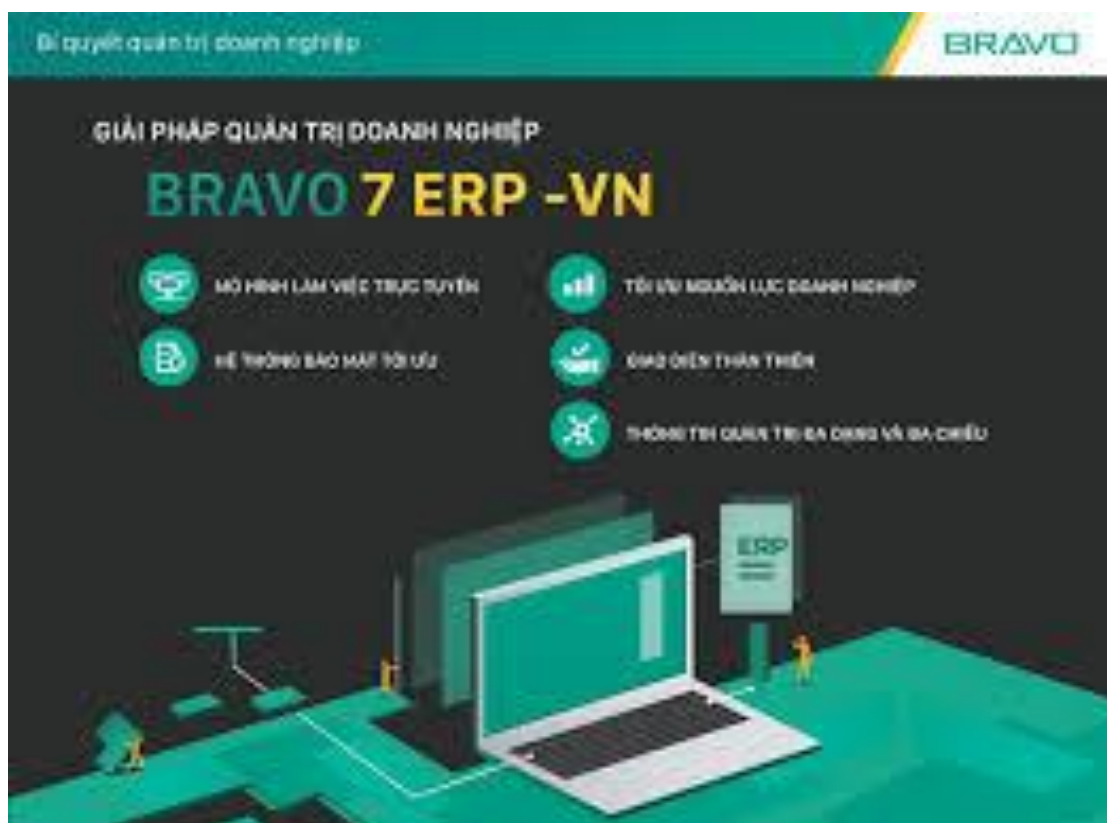 Bí quyết quản trị doanh nghiệp
BRAVO
GIẢI PHÁP QUẢN TRỊ DOANH NGHIỆP
BRAVO 7 ERP -VN
MÔ HÌNH LÀM VIỆC TRỰC TUYẾN
TỐI ƯU NGUỒN LỰC DOANH NGHIỆP
HỆ THỐNG BẢO MẬT TỐI ƯU
GIAO DIỆN THÂN THIỆN
THÔNG TIN QUẢN TRỊ ĐA DẠNG VÀ ĐA CHIỀU
ERP